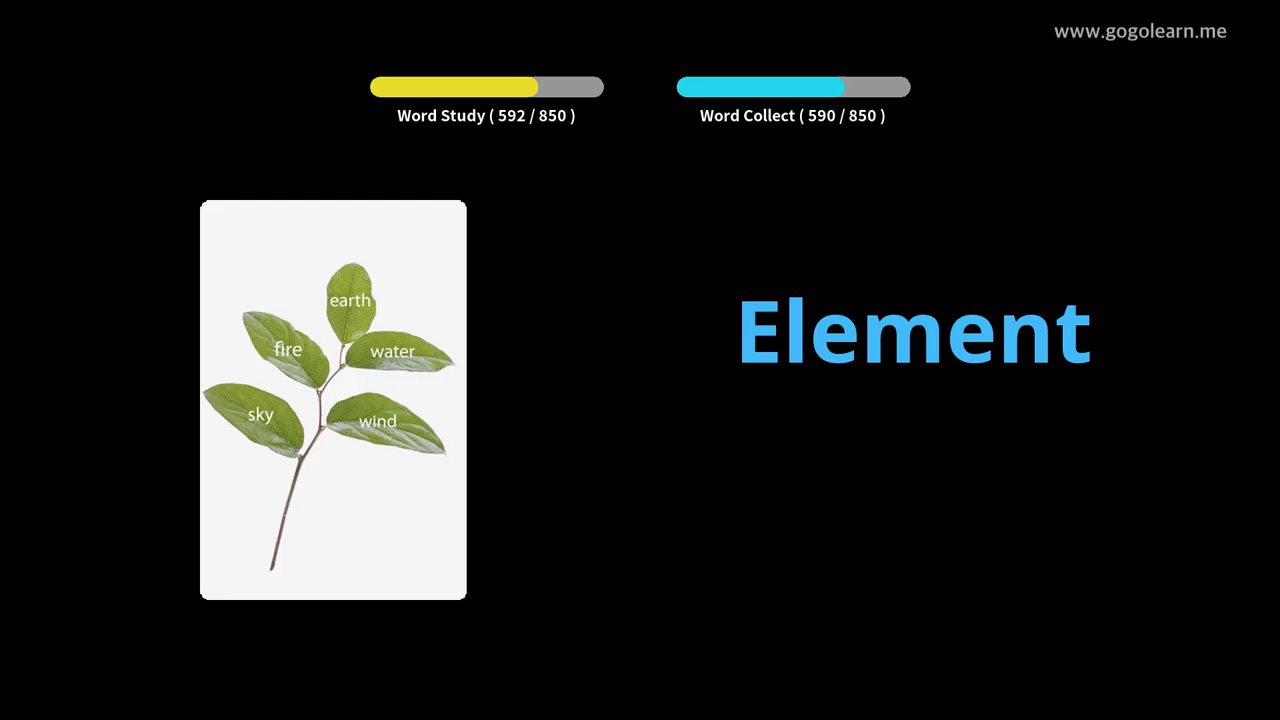 www.gogolearn.me
Word Study ( 592 / 850 )
Word Collect ( 590 / 850 )
earth
fire
water
sky
wind
Element